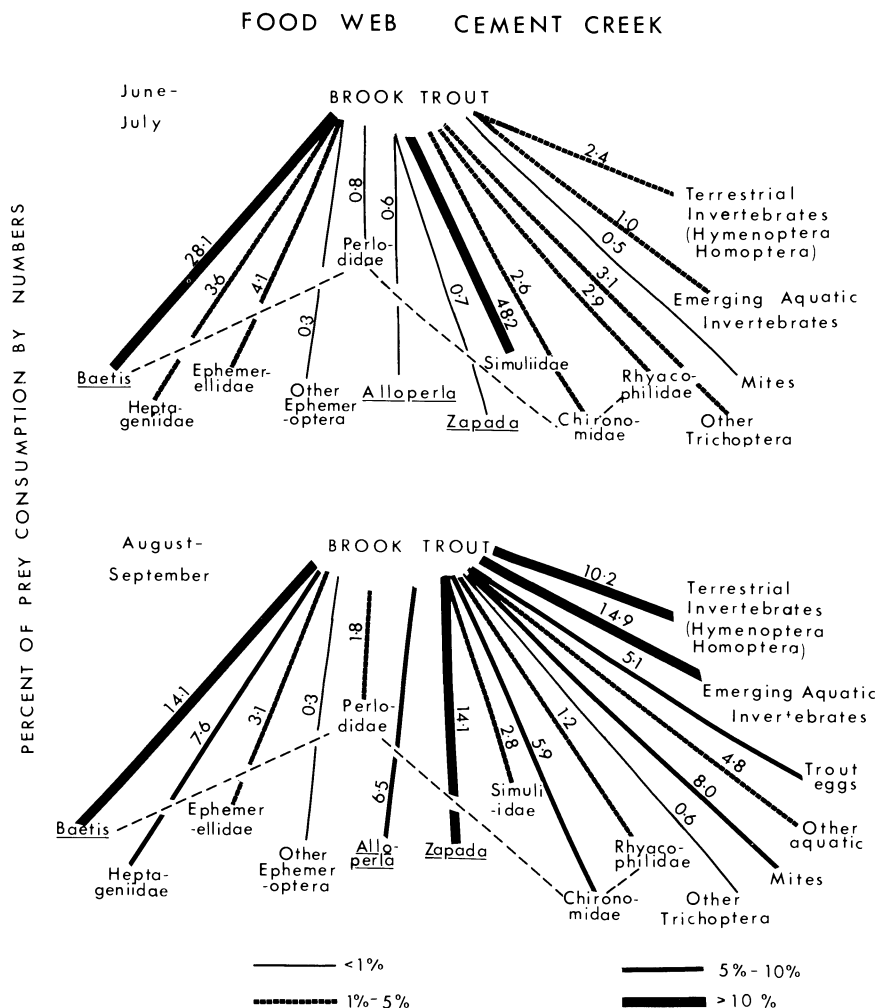 FOOD WEB CEMENT CREEK
PERCENT OF PREY CONSUMPTION BY NUMBERS
June-
July
BROOK TROUT
28·1
3·6
4·1
0·3
0·8
0·6
0·7
48·2
2·6
2·9
3·1
0·5
1·0
2·4
Perlo-
didae
Baetis
Hepta-
geniidae
Ephemer-
ellidae
Other
Ephemer
-optera
Alloperla
Zapada
Simuliidae
Chirono-
midae
Rhyaco-
philidae
Other
Trichoptera
Mites
Emerging Aquatic
Invertebrates
Terrestrial
Invertebrates
(Hymenoptera
Homoptera)
August-
September
BROOK TROUT
14·1
7·6
3·1
0·3
1·8
6·5
14·1
2·8
5·9
1·2
0·6
8·0
4·8
5·1
14·9
10·2
Perlo-
didae
Baetis
Hepta-
geniidae
Ephemer
-ellidae
Other
Ephemer
-optera
Allo-
perla
Zapada
Simuli
-idae
Chirono-
midae
Rhyaco-
philidae
Other
Trichoptera
Mites
Other
aquatic
Trout
eggs
Emerging Aquatic
Invertebrates
Terrestrial
Invertebrates
(Hymenoptera
Homoptera)
<1%
1%-5%
5%-10%
>10 %